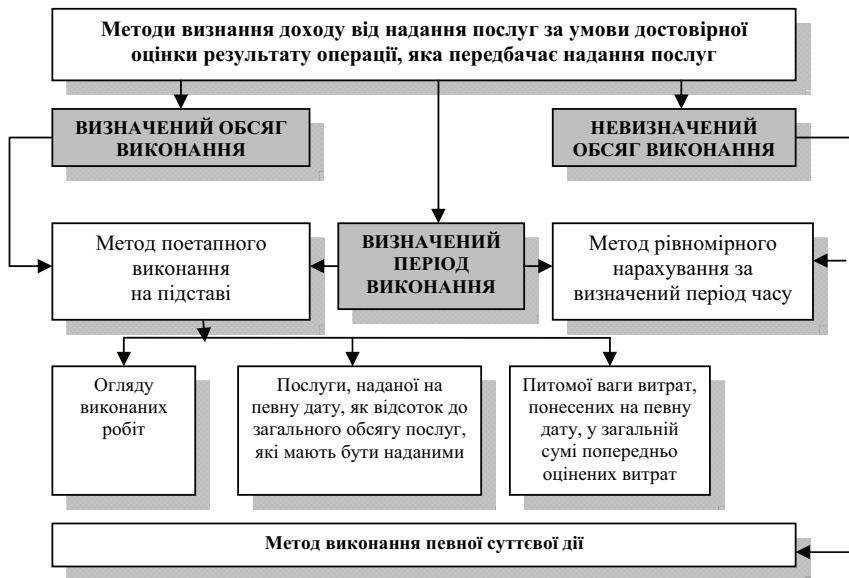 Методи визнання доходу від надання послуг за умови достовірної
оцінки результату операції, яка передбачає надання послуг
ВИЗНАЧЕНИЙ ОБСЯГ
ВИКОНАННЯ
НЕВИЗНАЧЕНИЙ
ОБСЯГ ВИКОНАННЯ
Метод поетапного
виконання
на підставі
ВИЗНАЧЕНИЙ
ПЕРІОД
ВИКОНАННЯ
Метод рівномірного
нарахування за
визначений період часу
Огляду
виконаних
робіт
Послуги, наданої на
певну дату, як відсоток до
загального обсягу послуг,
які мають бути наданими
Питомої ваги витрат,
понесених на певну
дату, у загальній
сумі попередньо
оцінених витрат
Метод виконання певної суттєвої дії